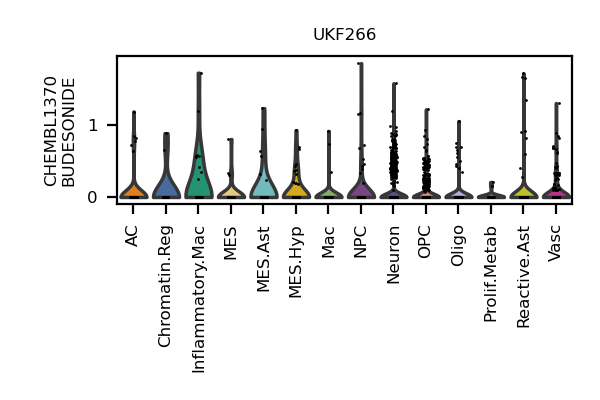 UKF266
CHEMBL1370
BUDESONIDE
1
0
AC
Chromatin.Reg
Inflammatory.Mac
MES
MES.Ast
MES.Hyp
Mac
NPC
Neuron
OPC
Oligo
Prolif.Metab
Reactive.Ast
Vasc